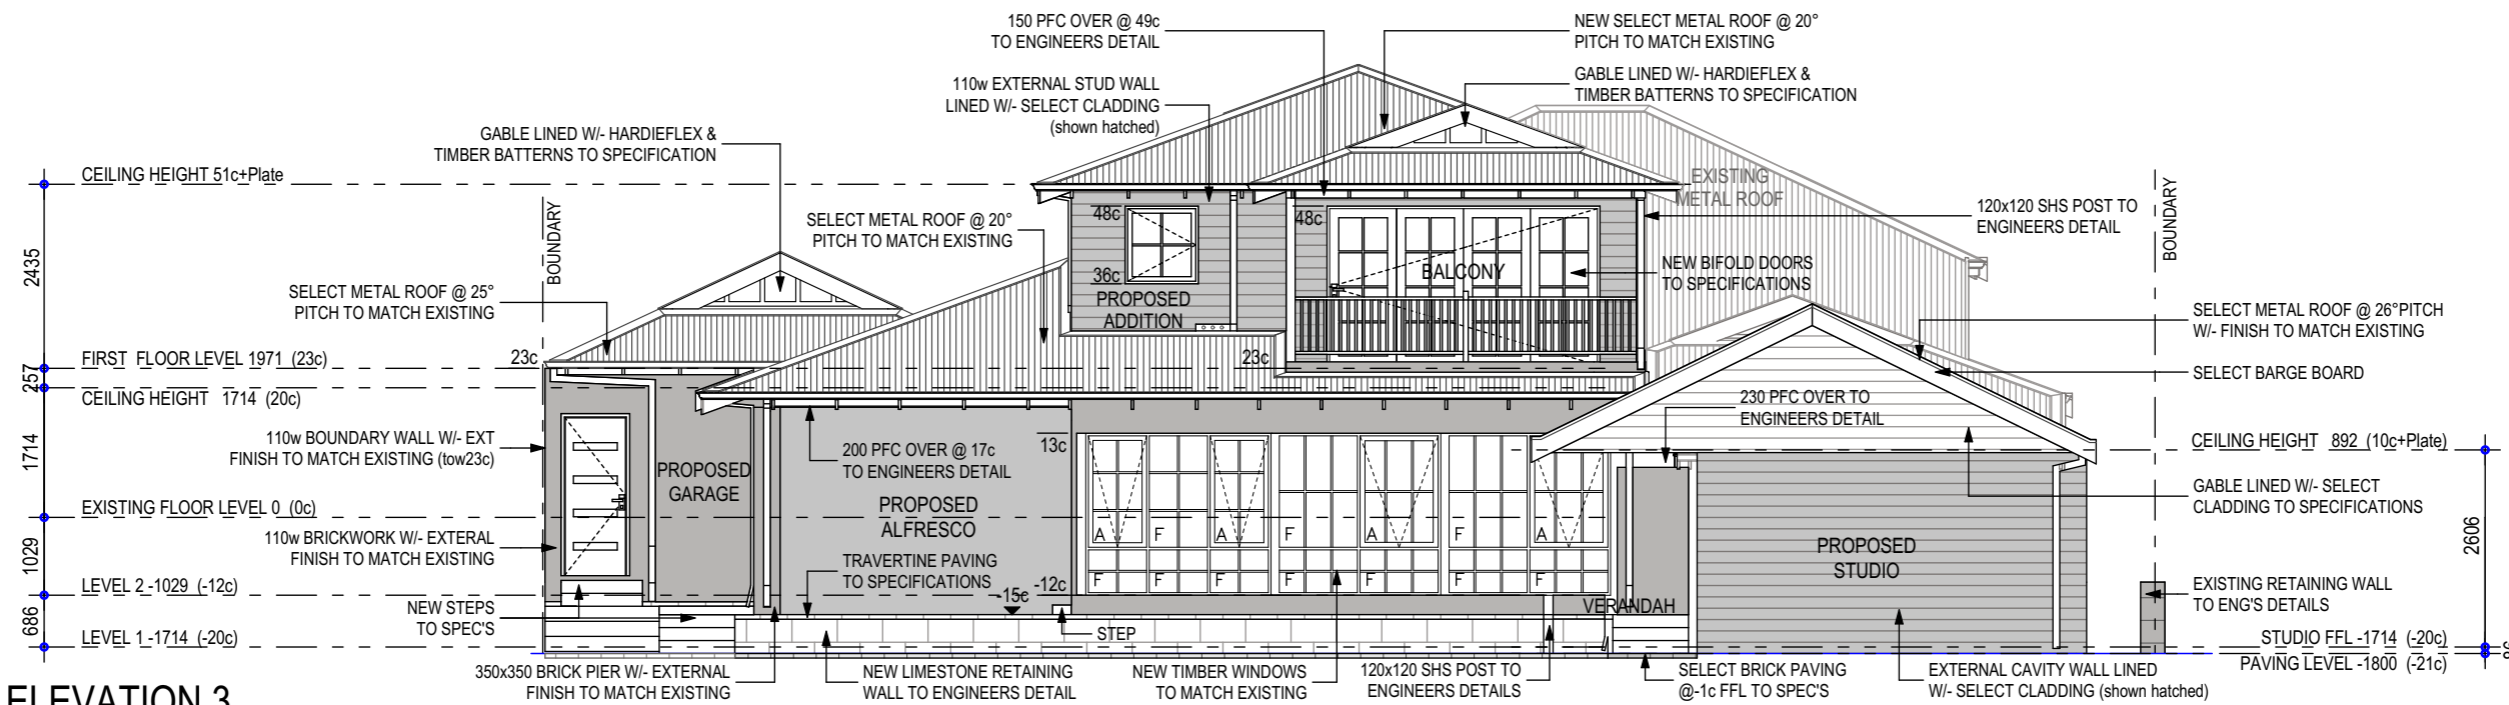 150 PFC OVER @ 49c
TO ENGINEERS DETAIL
NEW SELECT METAL ROOF @ 20°
PITCH TO MATCH EXISTING
110w EXTERNAL STUD WALL
LINED W/- SELECT CLADDING
(shown hatched)
GABLE LINED W/- HARDIEFLEX &
TIMBER BATTERNS TO SPECIFICATION
GABLE LINED W/- HARDIEFLEX &
TIMBER BATTERNS TO SPECIFICATION
CEILING HEIGHT 51c+Plate
EXISTING
METAL ROOF
BOUNDARY
BOUNDARY
SELECT METAL ROOF @ 20°
PITCH TO MATCH EXISTING
48c
48c
120x120 SHS POST TO
ENGINEERS DETAIL
2435
36c
BALCONY
NEW BIFOLD DOORS
TO SPECIFICATIONS
PROPOSED
ADDITION
SELECT METAL ROOF @ 25°
PITCH TO MATCH EXISTING
SELECT METAL ROOF @ 26°PITCH
W/- FINISH TO MATCH EXISTING
FIRST FLOOR LEVEL 1971 (23c)
23c
23c
257
SELECT BARGE BOARD
CEILING HEIGHT 1714 (20c)
230 PFC OVER TO
ENGINEERS DETAIL
1714
110w BOUNDARY WALL W/- EXT
FINISH TO MATCH EXISTING (tow23c)
200 PFC OVER @ 17c
TO ENGINEERS DETAIL
13c
CEILING HEIGHT 892 (10c+Plate)
PROPOSED
GARAGE
GABLE LINED W/- SELECT
CLADDING TO SPECIFICATIONS
EXISTING FLOOR LEVEL 0 (0c)
PROPOSED
ALFRESCO
110w BRICKWORK W/- EXTERAL
FINISH TO MATCH EXISTING
A F A F A F A
2606
1029
PROPOSED
STUDIO
TRAVERTINE PAVING
TO SPECIFICATIONS
F F F F F F F
LEVEL 2 -1029 (-12c)
-12c
-15c
EXISTING RETAINING WALL
TO ENG'S DETAILS
NEW STEPS
TO SPEC'S
VERANDAH
686
STEP
LEVEL 1 -1714 (-20c)
STUDIO FFL -1714 (-20c)
PAVING LEVEL -1800 (-21c)
350x350 BRICK PIER W/- EXTERNAL
FINISH TO MATCH EXISTING
NEW LIMESTONE RETAINING
WALL TO ENGINEERS DETAIL
NEW TIMBER WINDOWS
TO MATCH EXISTING
120x120 SHS POST TO
ENGINEERS DETAILS
SELECT BRICK PAVING
@-1c FFL TO SPEC'S
EXTERNAL CAVITY WALL LINED
W/- SELECT CLADDING (shown hatched)
ELEVATION 3